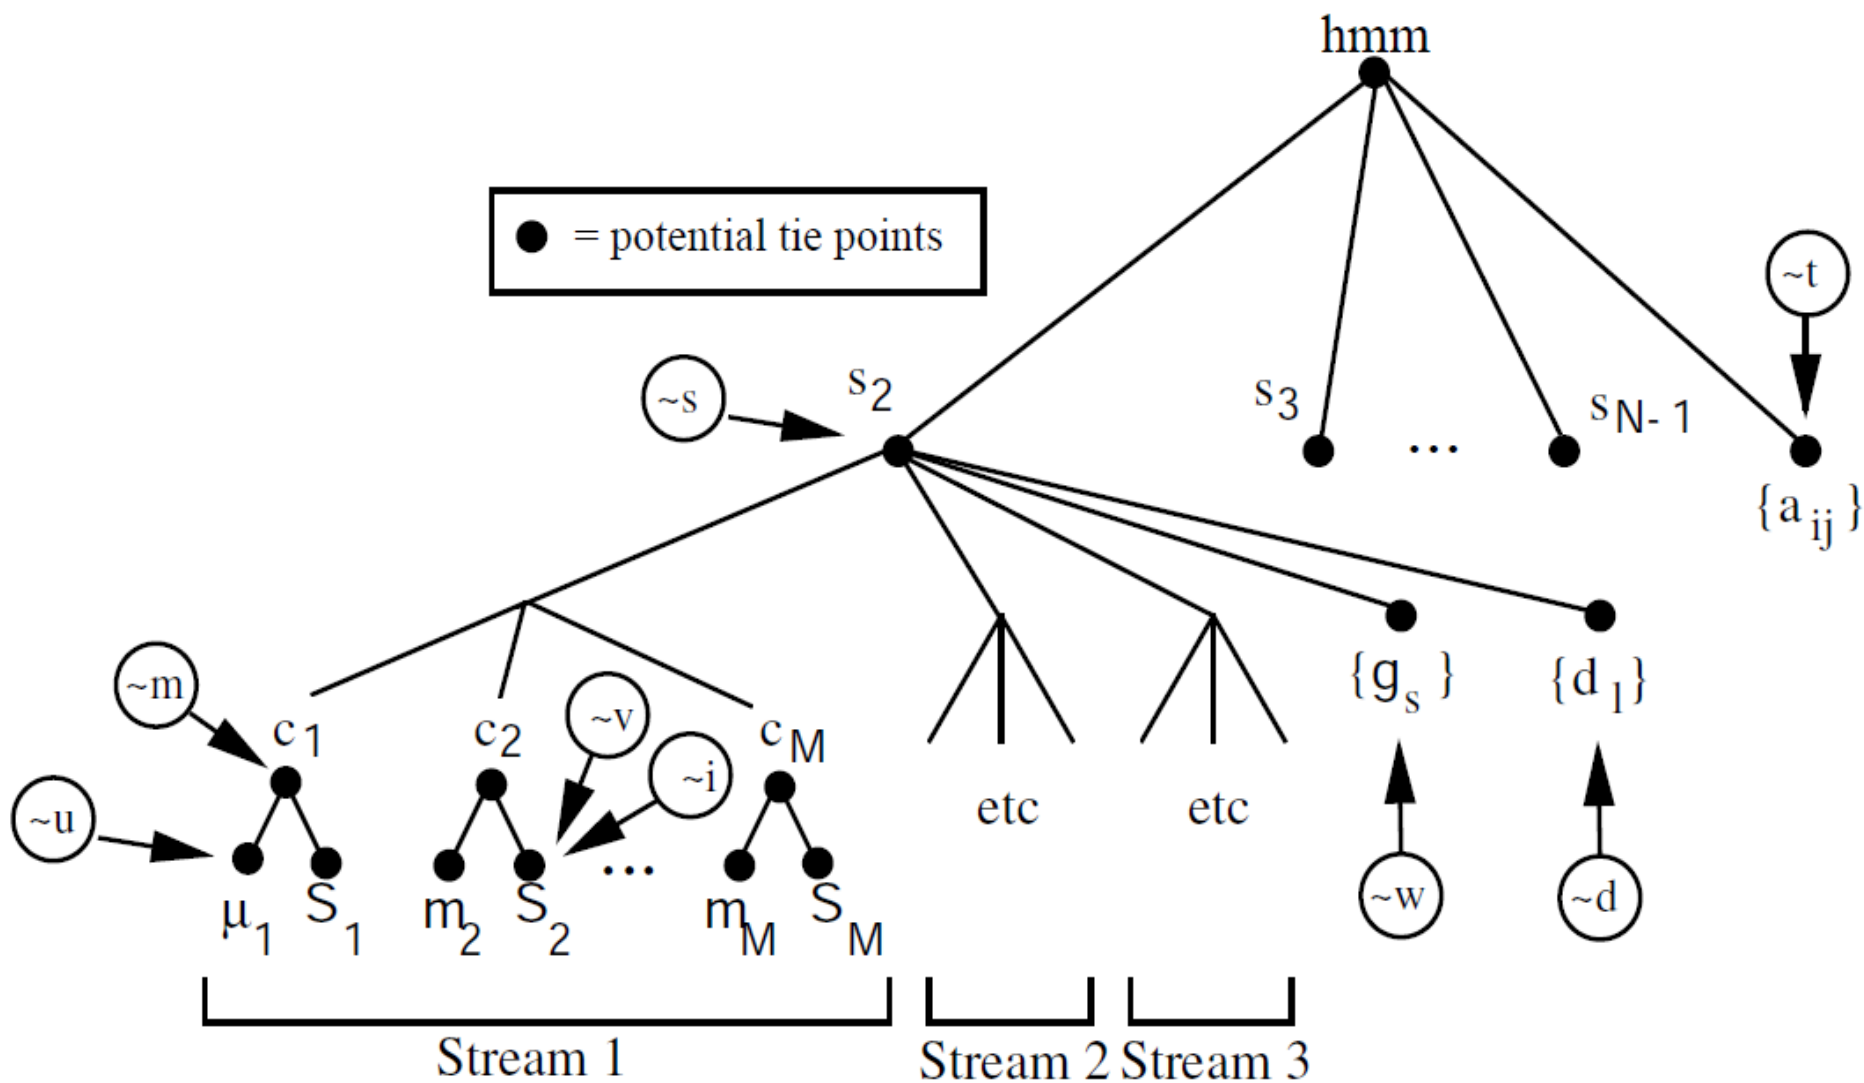 hmm
= potential tie points
~t
~s
s2
s3
...
sN-1
{aij}
~m
c1
c2
~v
cM
{gs}
{dl}
~u
~i
etc
etc
...
μ1
S1
m2
S2
mM
SM
~w
~d
Stream 1
Stream 2
Stream 3